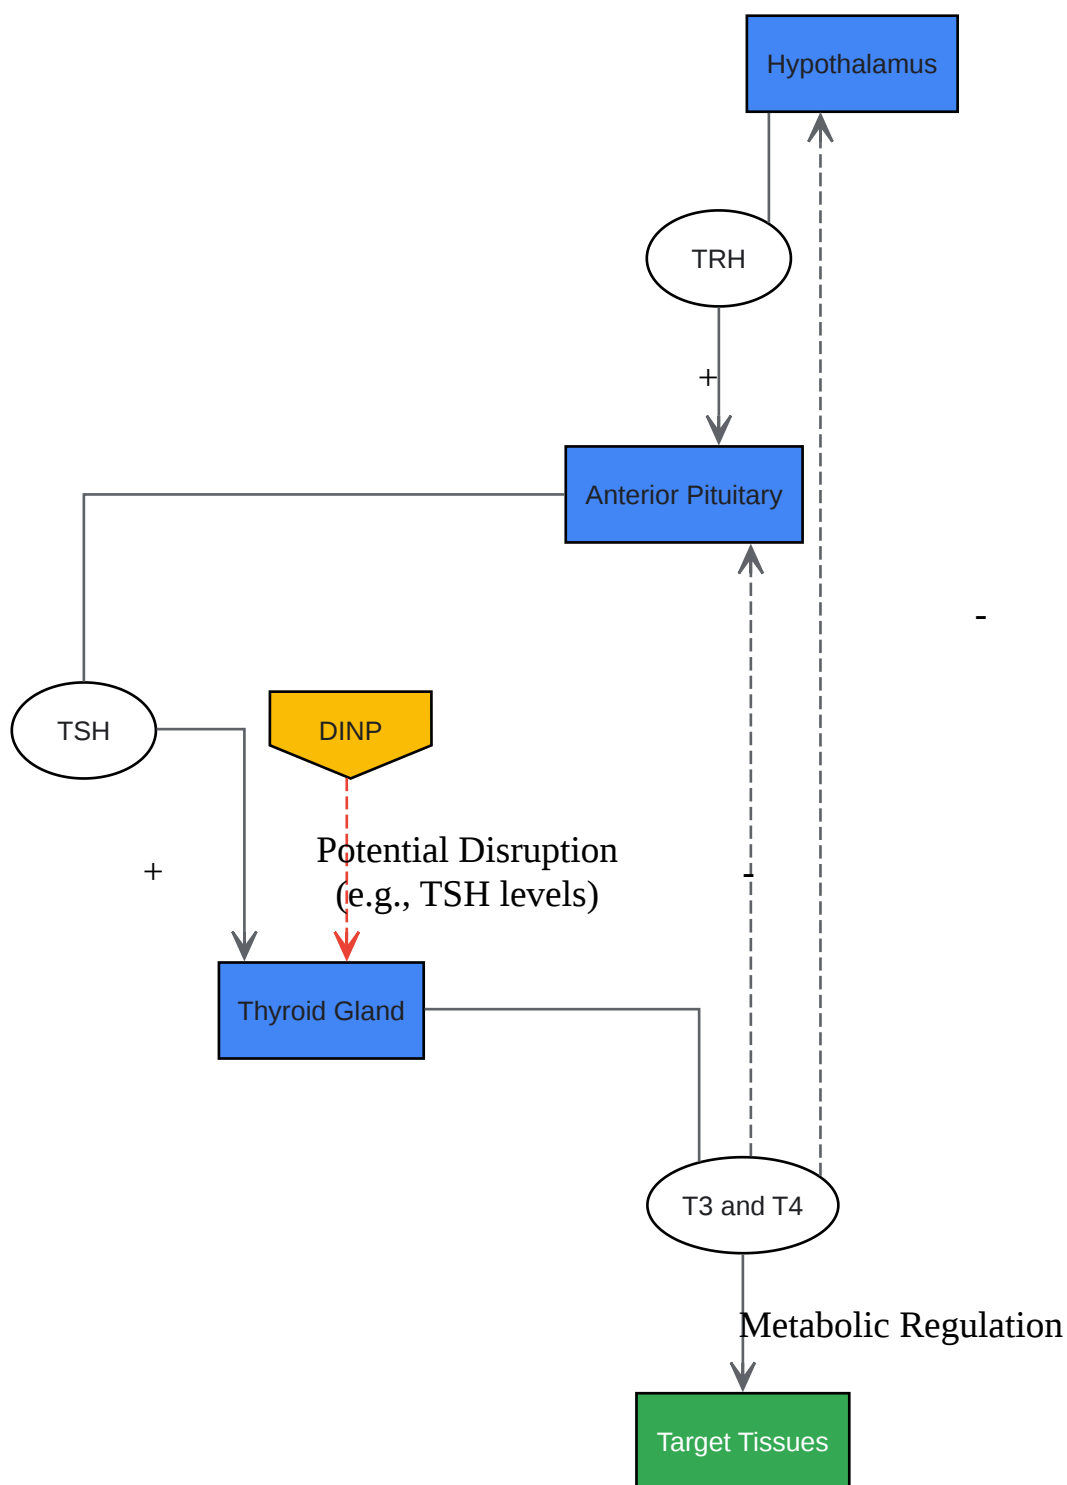 Hypothalamus
TRH
+
Anterior Pituitary
-
TSH
DINP
Potential Disruption
(e.g., TSH levels)
+
-
Thyroid Gland
T3 and T4
Metabolic Regulation
Target Tissues